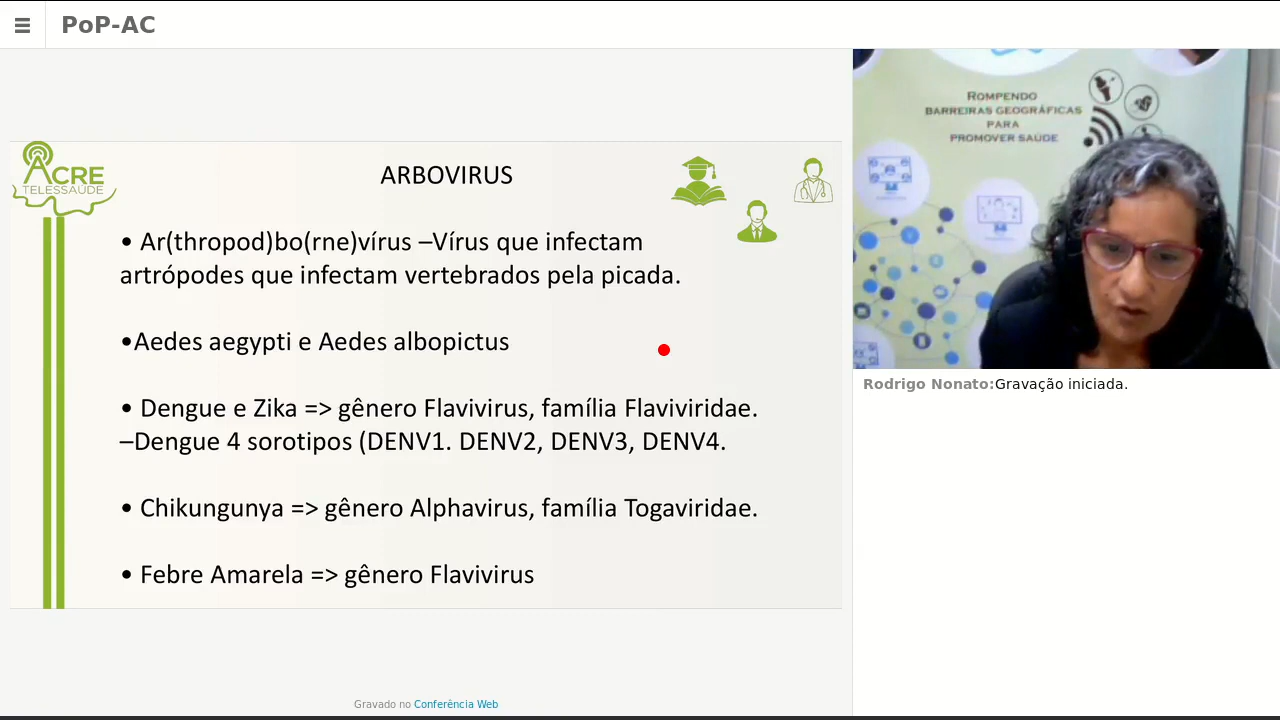 PoP-AC
ACRE
TELESSAÚDE
ARBOVIRUS
• Ar(thropod)bo(rne)vírus –Vírus que infectam
artrópodes que infectam vertebrados pela picada.
•Aedes aegypti e Aedes albopictus
• Dengue e Zika => gênero Flavivirus, família Flaviviridae.
–Dengue 4 sorotipos (DENV1. DENV2, DENV3, DENV4.
• Chikungunya => gênero Alphavirus, família Togaviridae.
• Febre Amarela => gênero Flavivirus
Gravado no Conferência Web
ROMPENDO
BARREIRAS GEOGRÁFICAS
PARA
PROMOVER SAÚDE
Rodrigo Nonato:Gravação iniciada.